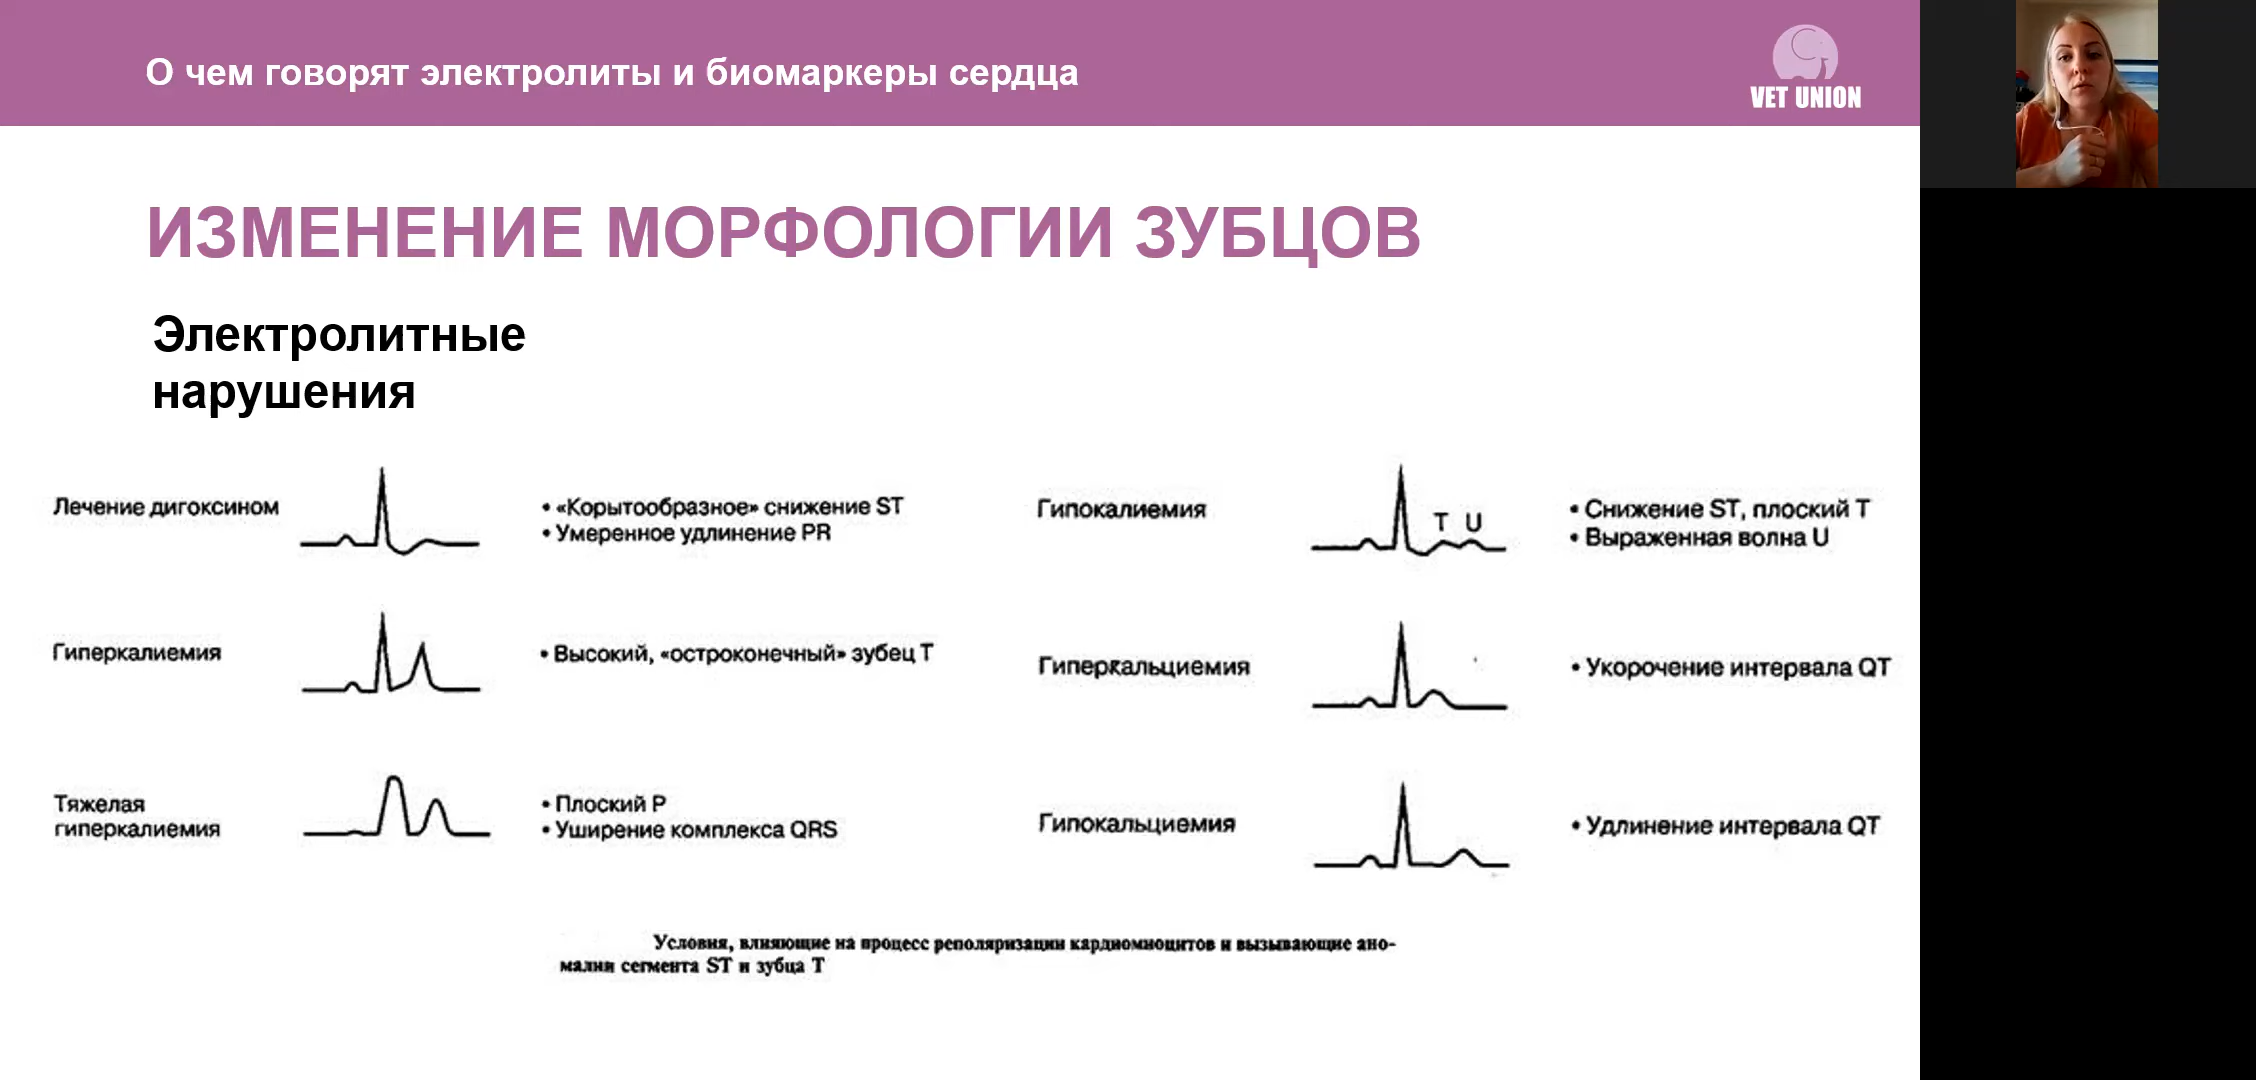 О чем говорят электролиты и биомаркеры сердца
VET UNION
ИЗМЕНЕНИЕ МОРФОЛОГИИ ЗУБЦОВ
Электролитные
нарушения
Лечение дигоксином
• «Корытообразное» снижение ST
• Умеренное удлинение PR
Гиперкалиемия
• Высокий, «остроконечный» зубец T
Тяжелая
гиперкалиемия
• Плоский P
• Уширение комплекса QRS
Гипокалиемия
T U
• Снижение ST, плоский T
• Выраженная волна U
Гиперкальциемия
• Укорочение интервала QT
Гипокальциемия
• Удлинение интервала QT
Условия, влияющие на процесс реполяризации кардиомиоцитов и вызывающие ано-
малии сегмента ST и зубца T